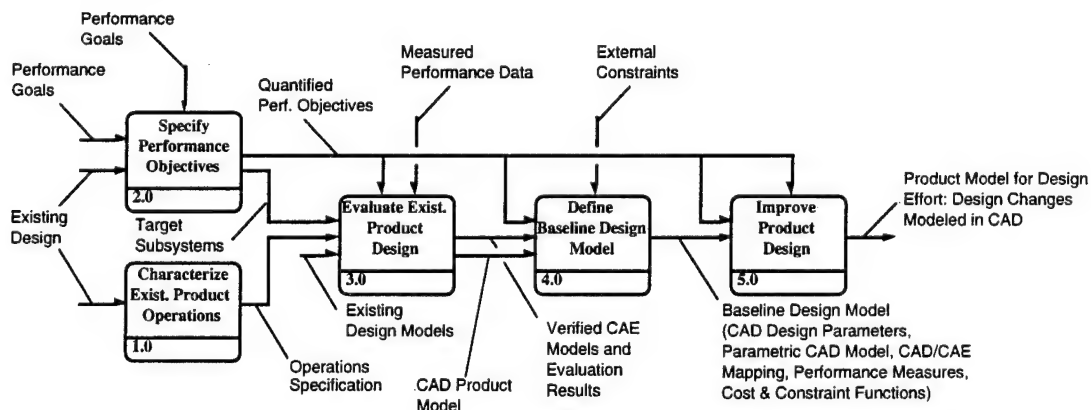 Performance
Goals
Performance
Goals
Quantified
Perf. Objectives
Measured
Performance Data
External
Constraints
Specify
Performance
Objectives
2.0
Existing
Design
Target
Subsystems
Characterize
Exist. Product
Operations
1.0
Operations
Specification
Evaluate Exist.
Product
Design
3.0
Existing
Design Models
CAD Product
Model
Define
Baseline Design
Model
4.0
Verified CAE
Models and
Evaluation
Results
Improve
Product
Design
5.0
Product Model for Design
Effort: Design Changes
Modeled in CAD
Baseline Design Model
(CAD Design Parameters,
Parametric CAD Model, CAD/CAE
Mapping, Performance Measures,
Cost & Constraint Functions)